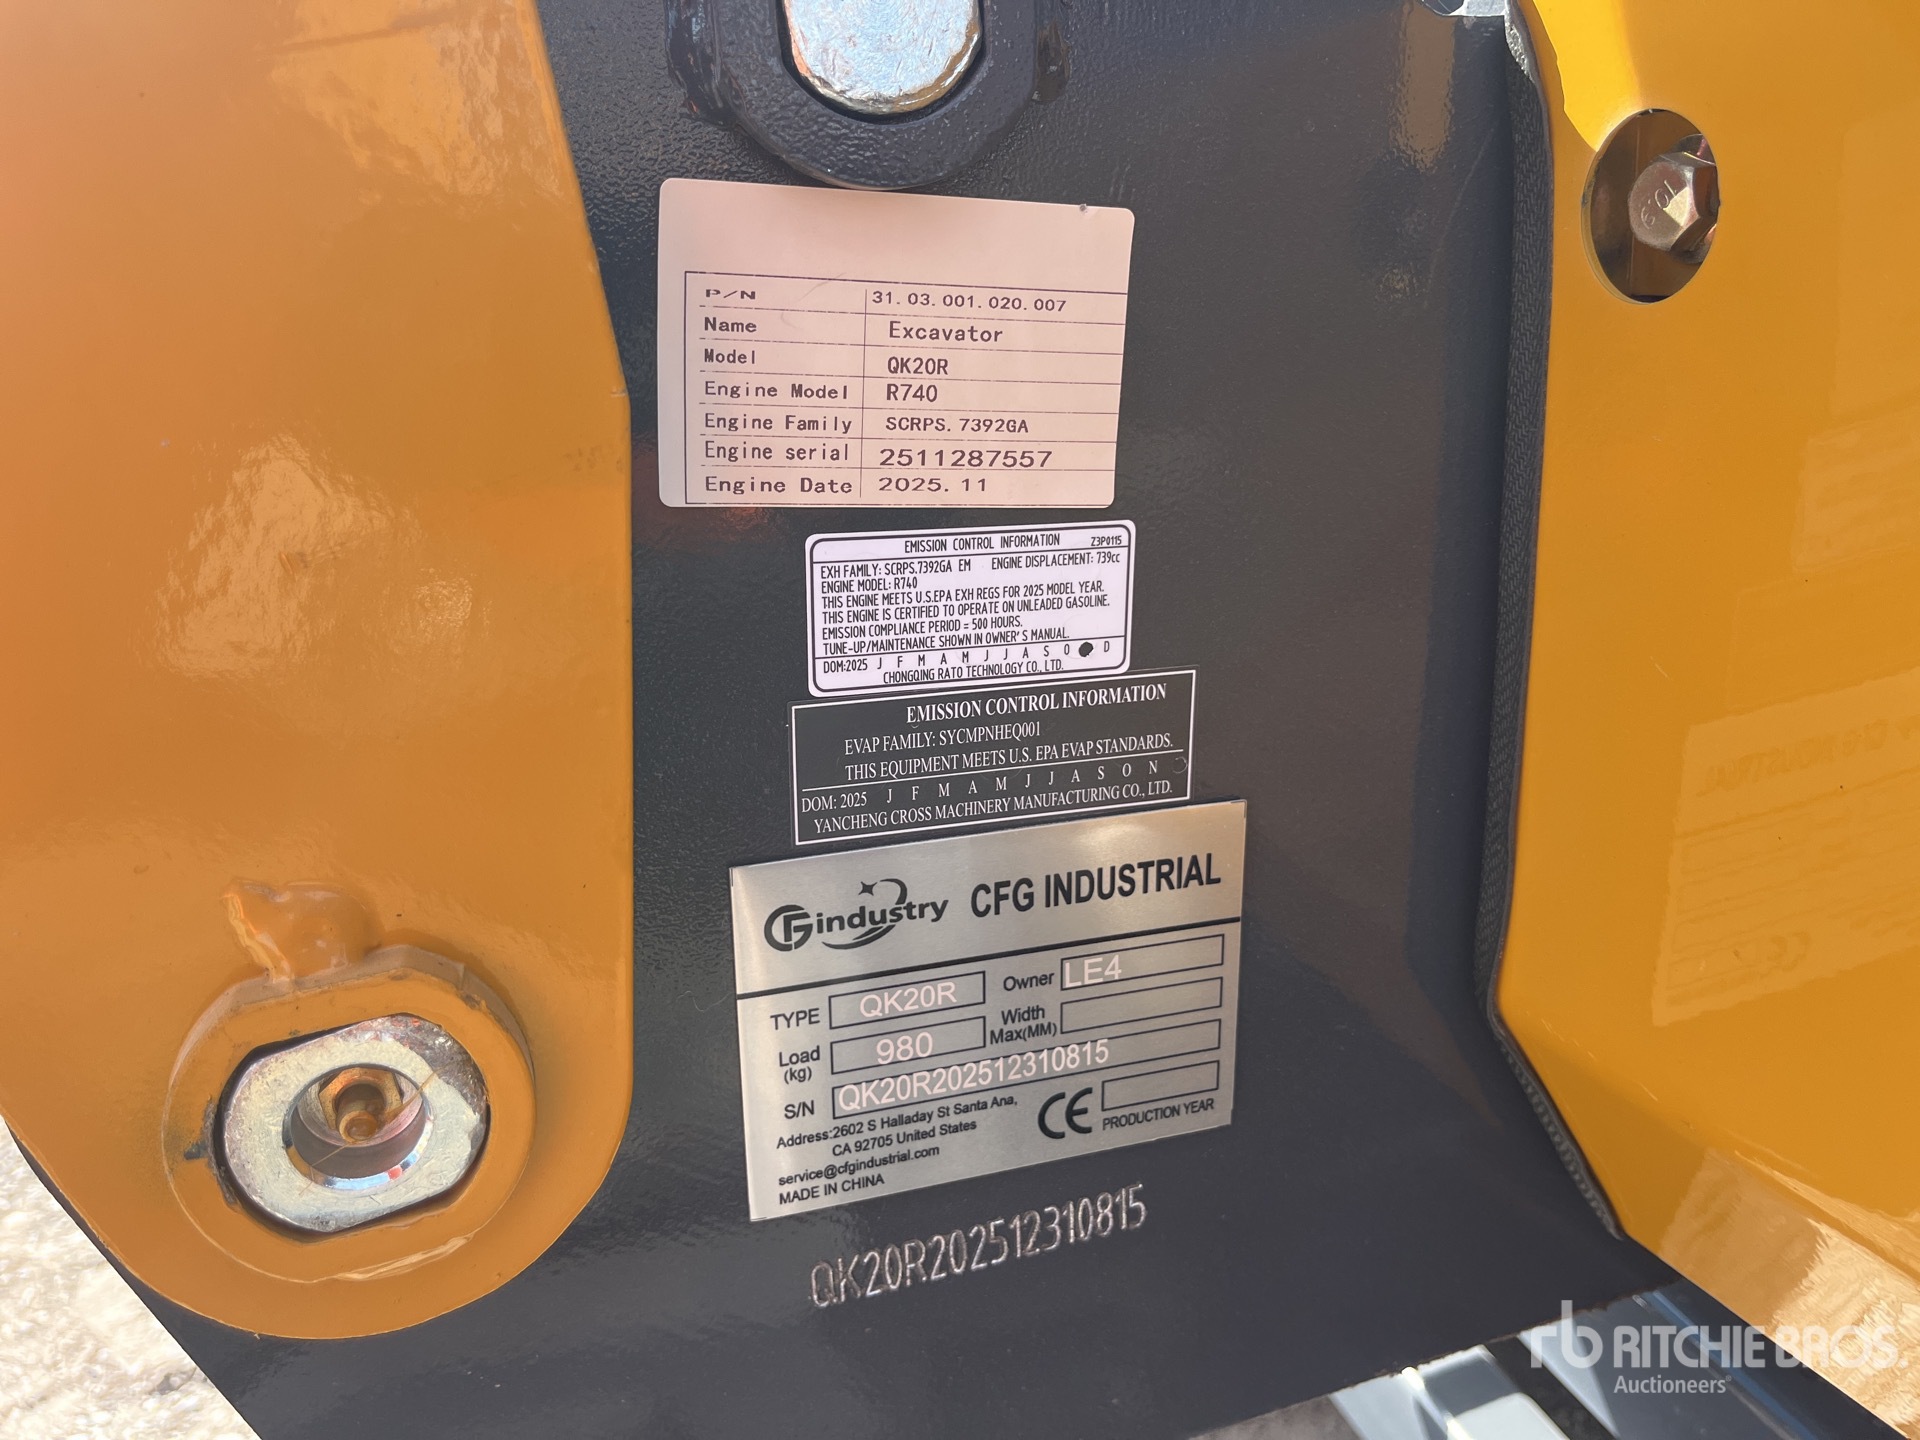 10.9
P/N 31.03.001.020.007
Name Excavator
Model QK20R
Engine Model R740
Engine Family SCRPS.7392GA
Engine serial 2511287557
Engine Date 2025.11
EMISSION CONTROL INFORMATION Z3P0115
EXH FAMILY: SCRPS.7392GA EM ENGINE DISPLACEMENT: 739cc
ENGINE MODEL: R740
THIS ENGINE MEETS U.S.EPA EXH REGS FOR 2025 MODEL YEAR.
THIS ENGINE IS CERTIFIED TO OPERATE ON UNLEADED GASOLINE.
EMISSION COMPLIANCE PERIOD = 500 HOURS.
TUNE-UP/MAINTENANCE SHOWN IN OWNER'S MANUAL.
DOM:2025 J F M A M J J A S O D
CHONGQING RATO TECHNOLOGY CO., LTD.
EMISSION CONTROL INFORMATION
EVAP FAMILY: SYCMPNHEQ001
THIS EQUIPMENT MEETS U.S. EPA EVAP STANDARDS.
DOM: 2025 J F M A M J J A S O N
YANCHENG CROSS MACHINERY MANUFACTURING CO., LTD.
CFG industry CFG INDUSTRIAL
TYPE QK20R Owner LE4
Load (kg) 980 Width Max(MM)
S/N QK20R202512310815
Address:2602 S Halladay St Santa Ana,
CA 92705 United States
service@cfgindustrial.com
MADE IN CHINA
CE PRODUCTION YEAR
QK20R202512310815
rb RITCHIE BROS.
Auctioneers